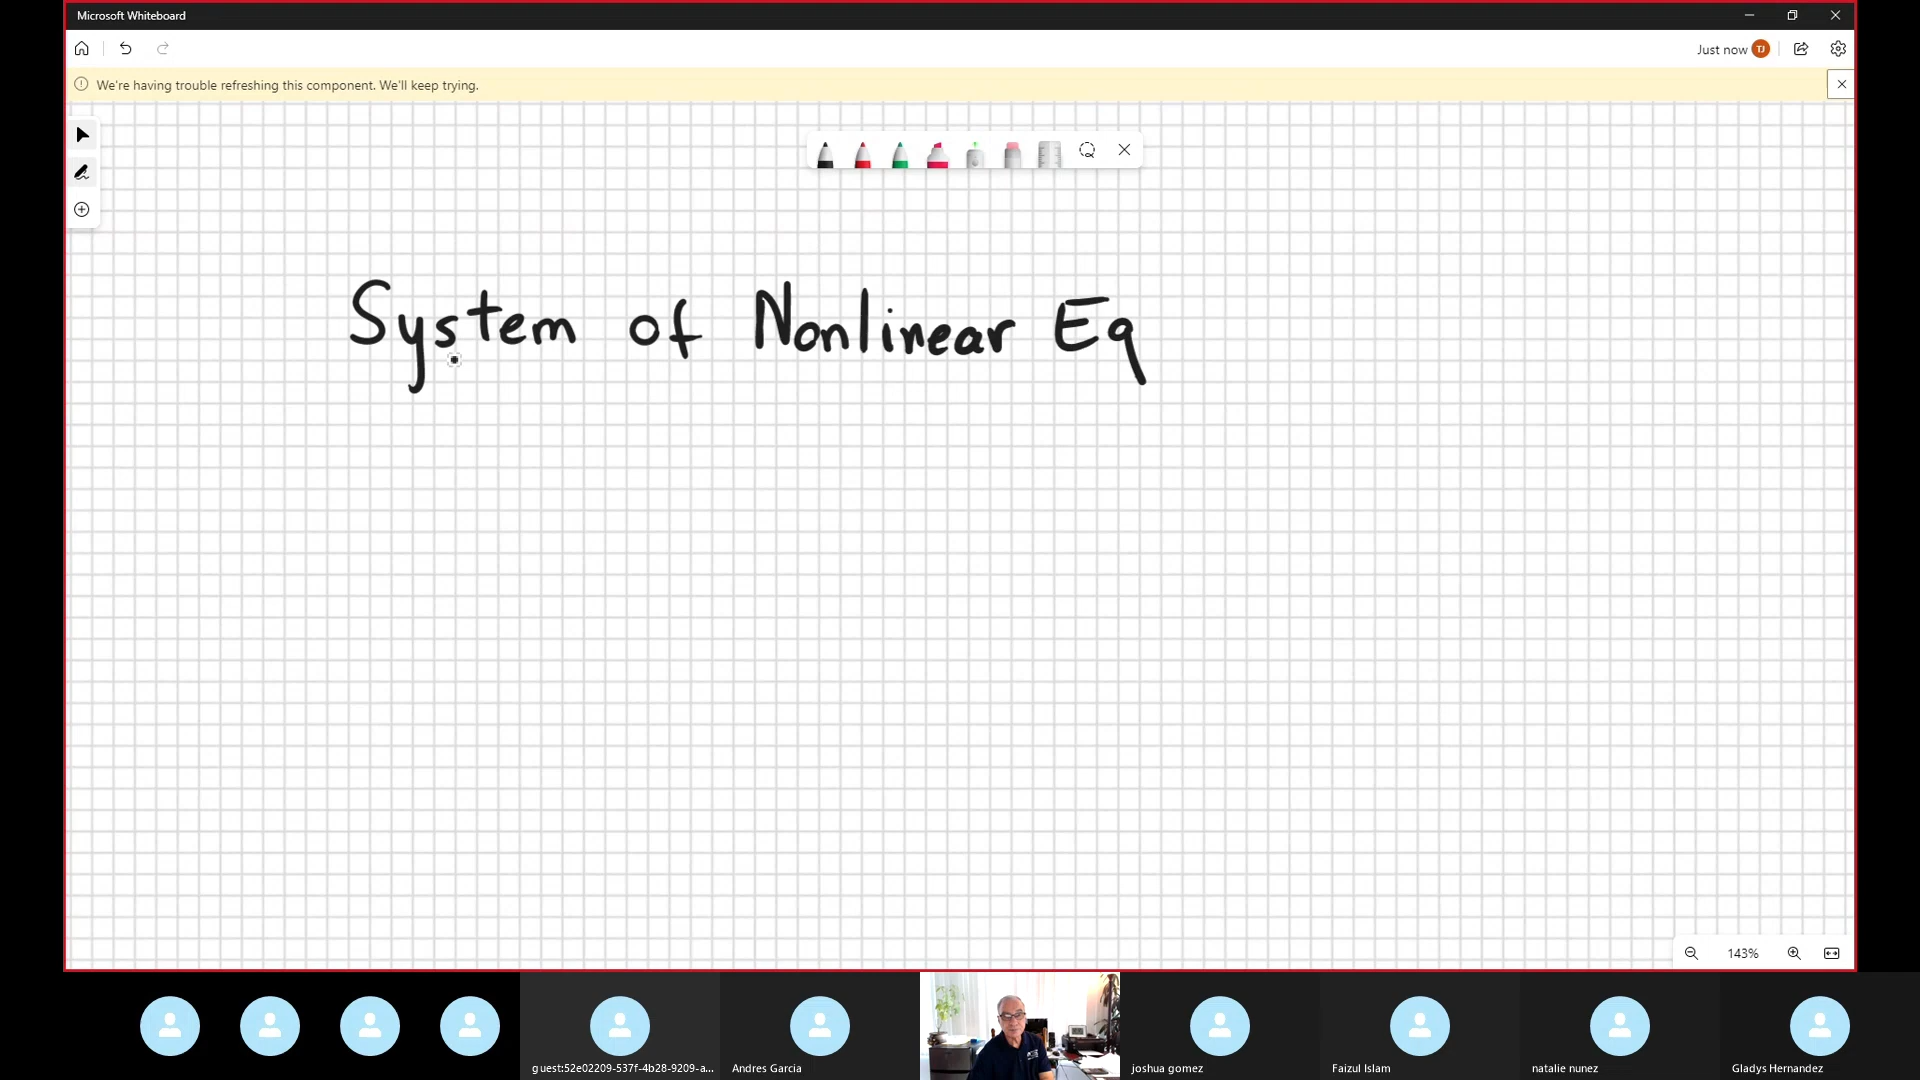 Microsoft Whiteboard
Just now TJ
We're having trouble refreshing this component. We'll keep trying.
System of Nonlinear Eq
143%
guest:52e02209-537f-4b28-9209-a...
Andres Garcia
joshua gomez
Faizul Islam
natalie nunez
Gladys Hernandez